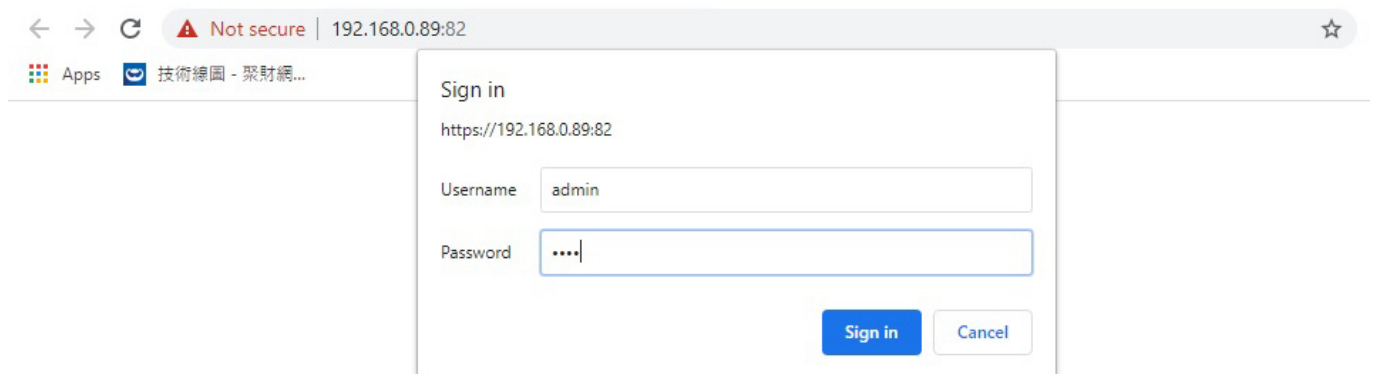 Not secure | 192.168.0.89:82
Apps 技術線圖 - 聚財網...
Sign in
https://192.168.0.89:82
Username admin
Password ••••
Sign in Cancel